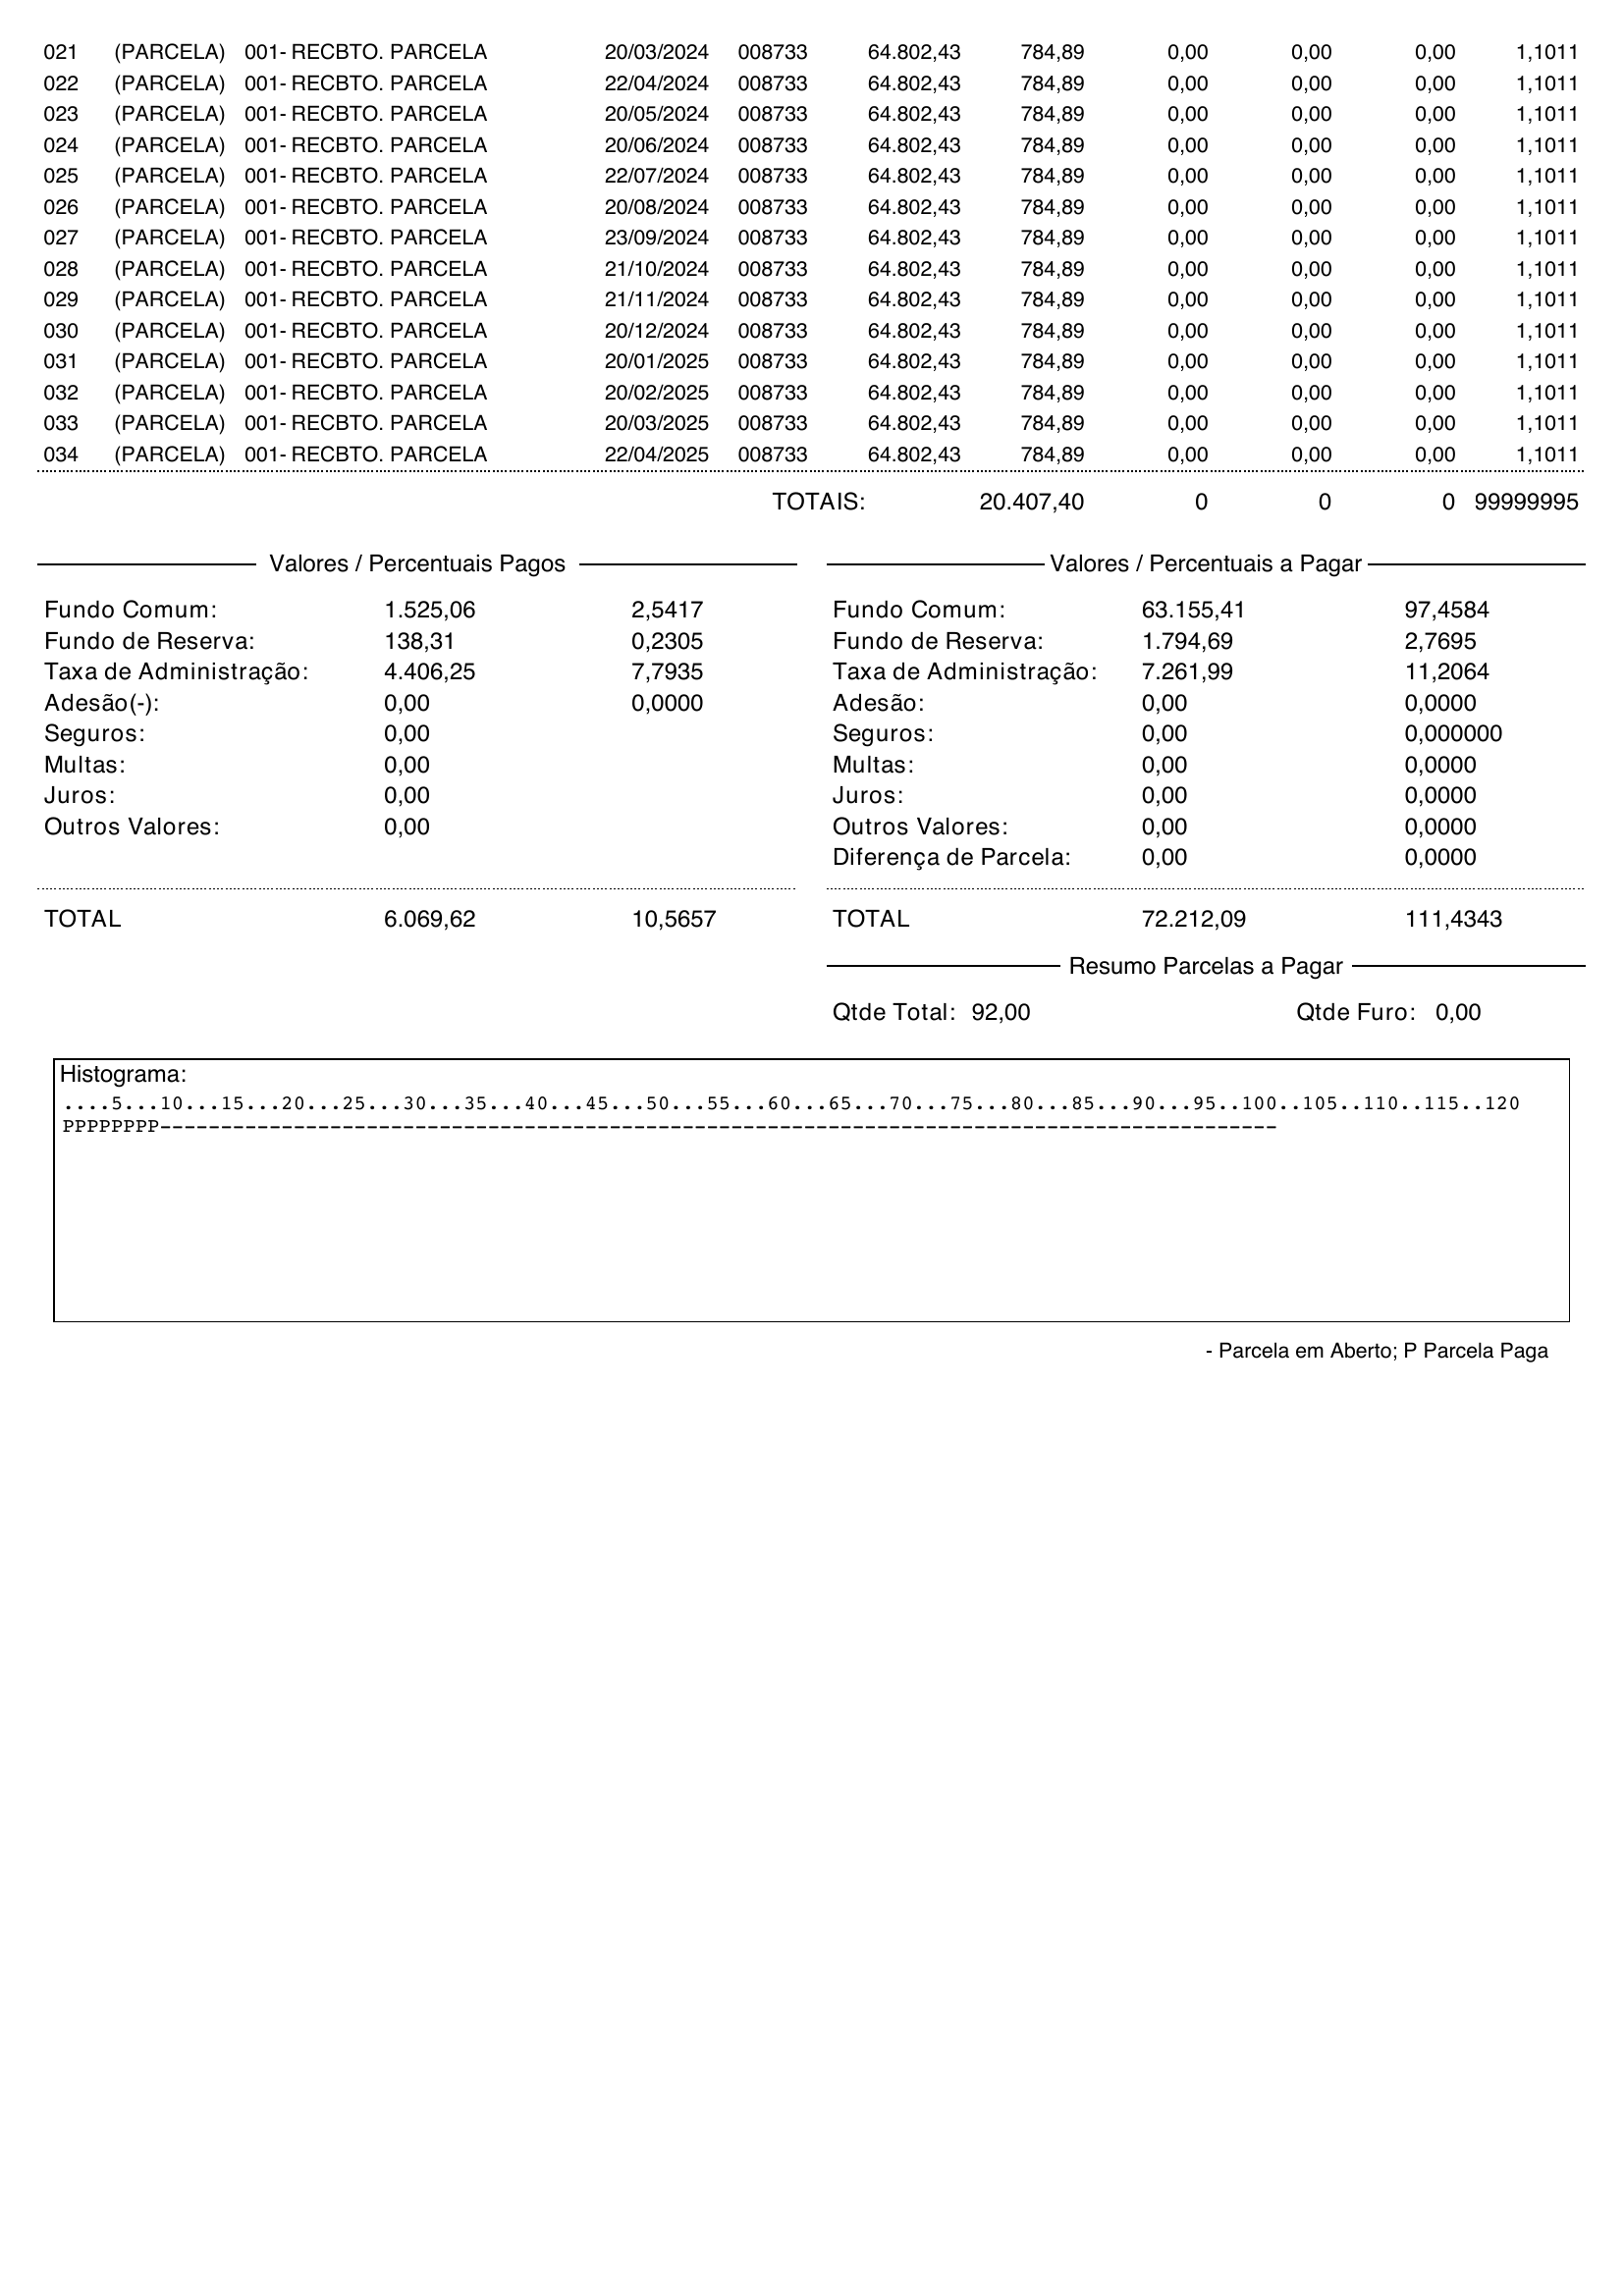 021 (PARCELA) 001- RECBTO. PARCELA 20/03/2024 008733 64.802,43 784,89 0,00 0,00 0,00 1,1011
022 (PARCELA) 001- RECBTO. PARCELA 22/04/2024 008733 64.802,43 784,89 0,00 0,00 0,00 1,1011
023 (PARCELA) 001- RECBTO. PARCELA 20/05/2024 008733 64.802,43 784,89 0,00 0,00 0,00 1,1011
024 (PARCELA) 001- RECBTO. PARCELA 20/06/2024 008733 64.802,43 784,89 0,00 0,00 0,00 1,1011
025 (PARCELA) 001- RECBTO. PARCELA 22/07/2024 008733 64.802,43 784,89 0,00 0,00 0,00 1,1011
026 (PARCELA) 001- RECBTO. PARCELA 20/08/2024 008733 64.802,43 784,89 0,00 0,00 0,00 1,1011
027 (PARCELA) 001- RECBTO. PARCELA 23/09/2024 008733 64.802,43 784,89 0,00 0,00 0,00 1,1011
028 (PARCELA) 001- RECBTO. PARCELA 21/10/2024 008733 64.802,43 784,89 0,00 0,00 0,00 1,1011
029 (PARCELA) 001- RECBTO. PARCELA 21/11/2024 008733 64.802,43 784,89 0,00 0,00 0,00 1,1011
030 (PARCELA) 001- RECBTO. PARCELA 20/12/2024 008733 64.802,43 784,89 0,00 0,00 0,00 1,1011
031 (PARCELA) 001- RECBTO. PARCELA 20/01/2025 008733 64.802,43 784,89 0,00 0,00 0,00 1,1011
032 (PARCELA) 001- RECBTO. PARCELA 20/02/2025 008733 64.802,43 784,89 0,00 0,00 0,00 1,1011
033 (PARCELA) 001- RECBTO. PARCELA 20/03/2025 008733 64.802,43 784,89 0,00 0,00 0,00 1,1011
034 (PARCELA) 001- RECBTO. PARCELA 22/04/2025 008733 64.802,43 784,89 0,00 0,00 0,00 1,1011
TOTAIS: 20.407,40 0 0 0 99999995
Valores / Percentuais Pagos
Fundo Comum: 1.525,06 2,5417
Fundo de Reserva: 138,31 0,2305
Taxa de Administração: 4.406,25 7,7935
Adesão(-): 0,00 0,0000
Seguros: 0,00
Multas: 0,00
Juros: 0,00
Outros Valores: 0,00
TOTAL 6.069,62 10,5657
Valores / Percentuais a Pagar
Fundo Comum: 63.155,41 97,4584
Fundo de Reserva: 1.794,69 2,7695
Taxa de Administração: 7.261,99 11,2064
Adesão: 0,00 0,0000
Seguros: 0,00 0,000000
Multas: 0,00 0,0000
Juros: 0,00 0,0000
Outros Valores: 0,00 0,0000
Diferença de Parcela: 0,00 0,0000
TOTAL 72.212,09 111,4343
Resumo Parcelas a Pagar
Qtde Total: 92,00 Qtde Furo: 0,00
Histograma:
....5...10...15...20...25...30...35...40...45...50...55...60...65...70...75...80...85...90...95..100..105..110..115..120
PPPPPPPP--------------------------------------------------------------------------------------------
- Parcela em Aberto; P Parcela Paga